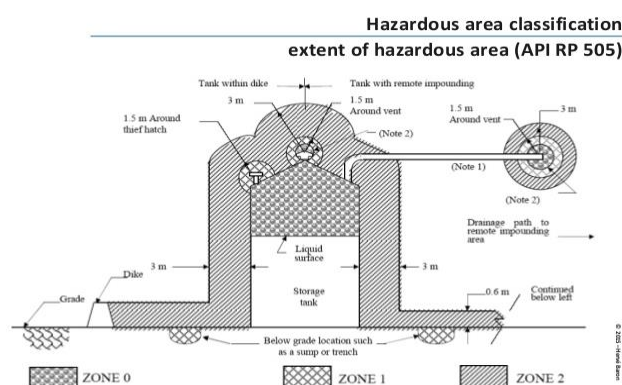 Hazardous area classification
extent of hazardous area (API RP 505)
Tank within dike
Tank with remote impounding
3 m
1.5 m
Around vent
1.5 m
Around vent
3 m
1.5 m Around
thief hatch
(Note 2)
(Note 1)
(Note 2)
Drainage path to
remote impounding
area
Liquid
surface
3 m
3 m
Dike
Grade
Storage
tank
0.6 m
Continued
below left
Below grade location such
as a sump or trench
ZONE 0
ZONE 1
ZONE 2